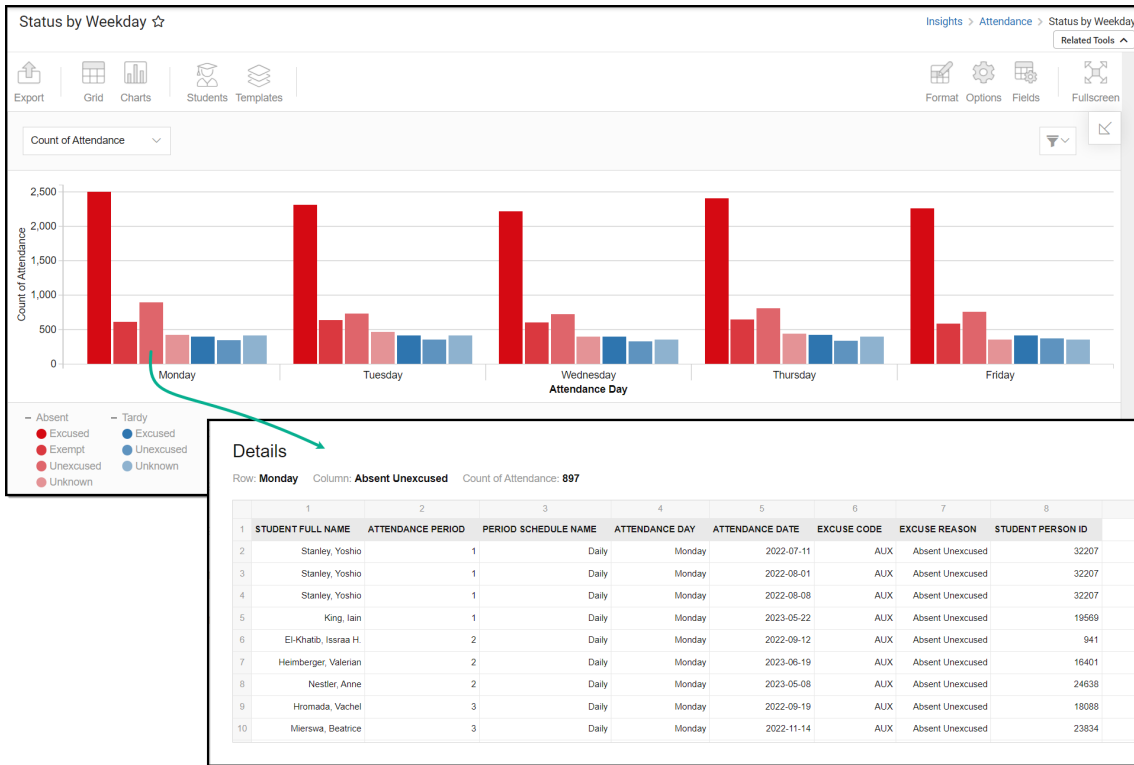 Status by Weekday
Insights > Attendance > Status by Weekday
Related Tools
Export
Grid
Charts
Students
Templates
Format
Options
Fields
Fullscreen
Count of Attendance
2,500
2,000
1,500
1,000
500
0
Count of Attendance
Monday
Tuesday
Wednesday
Thursday
Friday
Attendance Day
– Absent – Tardy
Excused Excused
Exempt Unexcused
Unexcused Unknown
Unknown
Details
Row: Monday Column: Absent Unexcused Count of Attendance: 897
1 2 3 4 5 6 7 8
1 STUDENT FULL NAME ATTENDANCE PERIOD PERIOD SCHEDULE NAME ATTENDANCE DAY ATTENDANCE DATE EXCUSE CODE EXCUSE REASON STUDENT PERSON ID
2 Stanley, Yoshio 1 Daily Monday 2022-07-11 AUX Absent Unexcused 32207
3 Stanley, Yoshio 1 Daily Monday 2022-08-01 AUX Absent Unexcused 32207
4 Stanley, Yoshio 1 Daily Monday 2022-08-08 AUX Absent Unexcused 32207
5 King, Iain 1 Daily Monday 2023-05-22 AUX Absent Unexcused 19569
6 El-Khatib, Issraa H. 2 Daily Monday 2022-09-12 AUX Absent Unexcused 941
7 Heimberger, Valerian 2 Daily Monday 2023-06-19 AUX Absent Unexcused 16401
8 Nestler, Anne 2 Daily Monday 2023-05-08 AUX Absent Unexcused 24638
9 Hromada, Vachel 3 Daily Monday 2022-09-19 AUX Absent Unexcused 18088
10 Mierswa, Beatrice 3 Daily Monday 2022-11-14 AUX Absent Unexcused 23834